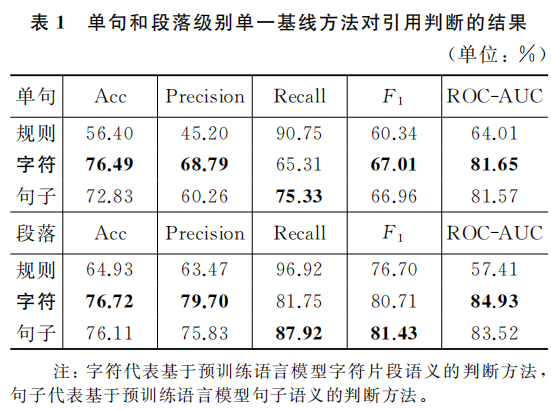 表 1 单句和段落级别单一基线方法对引用判断的结果
(单位:%)
单句 Acc Precision Recall F1 ROC-AUC
规则 56.40 45.20 90.75 60.34 64.01
字符 76.49 68.79 65.31 67.01 81.65
句子 72.83 60.26 75.33 66.96 81.57
段落 Acc Precision Recall F1 ROC-AUC
规则 64.93 63.47 96.92 76.70 57.41
字符 76.72 79.70 81.75 80.71 84.93
句子 76.11 75.83 87.92 81.43 83.52
注:字符代表基于预训练语言模型字符片段语义的判断方法,
句子代表基于预训练语言模型句子语义的判断方法。